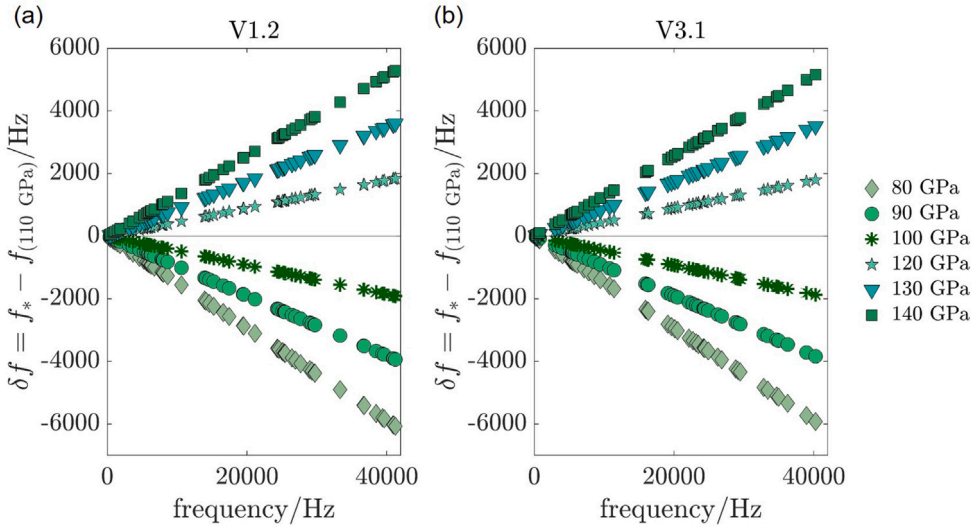 (a)
V1.2
6000
4000
2000
0
-2000
-4000
-6000
δf = f* − f(110 GPa)/Hz
0
20000
40000
frequency/Hz
(b)
V3.1
6000
4000
2000
0
-2000
-4000
-6000
δf = f* − f(110 GPa)/Hz
0
20000
40000
frequency/Hz
80 GPa
90 GPa
100 GPa
120 GPa
130 GPa
140 GPa